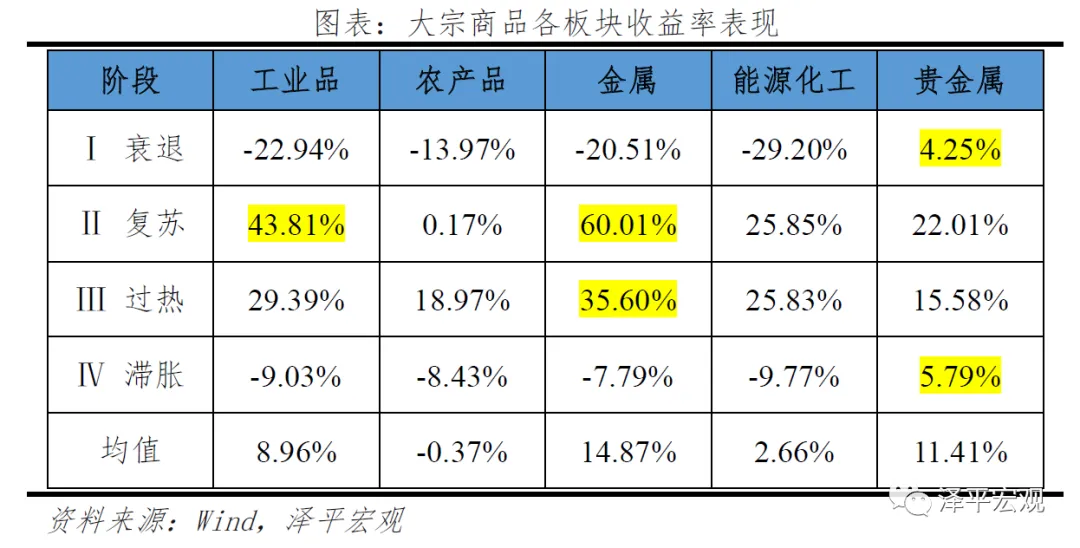 图表：大宗商品各板块收益率表现
阶段 工业品 农产品 金属 能源化工 贵金属
Ⅰ 衰退 -22.94% -13.97% -20.51% -29.20% 4.25%
Ⅱ 复苏 43.81% 0.17% 60.01% 25.85% 22.01%
Ⅲ 过热 29.39% 18.97% 35.60% 25.83% 15.58%
Ⅳ 滞胀 -9.03% -8.43% -7.79% -9.77% 5.79%
均值 8.96% -0.37% 14.87% 2.66% 11.41%
泽平宏观
资料来源：Wind，泽平宏观